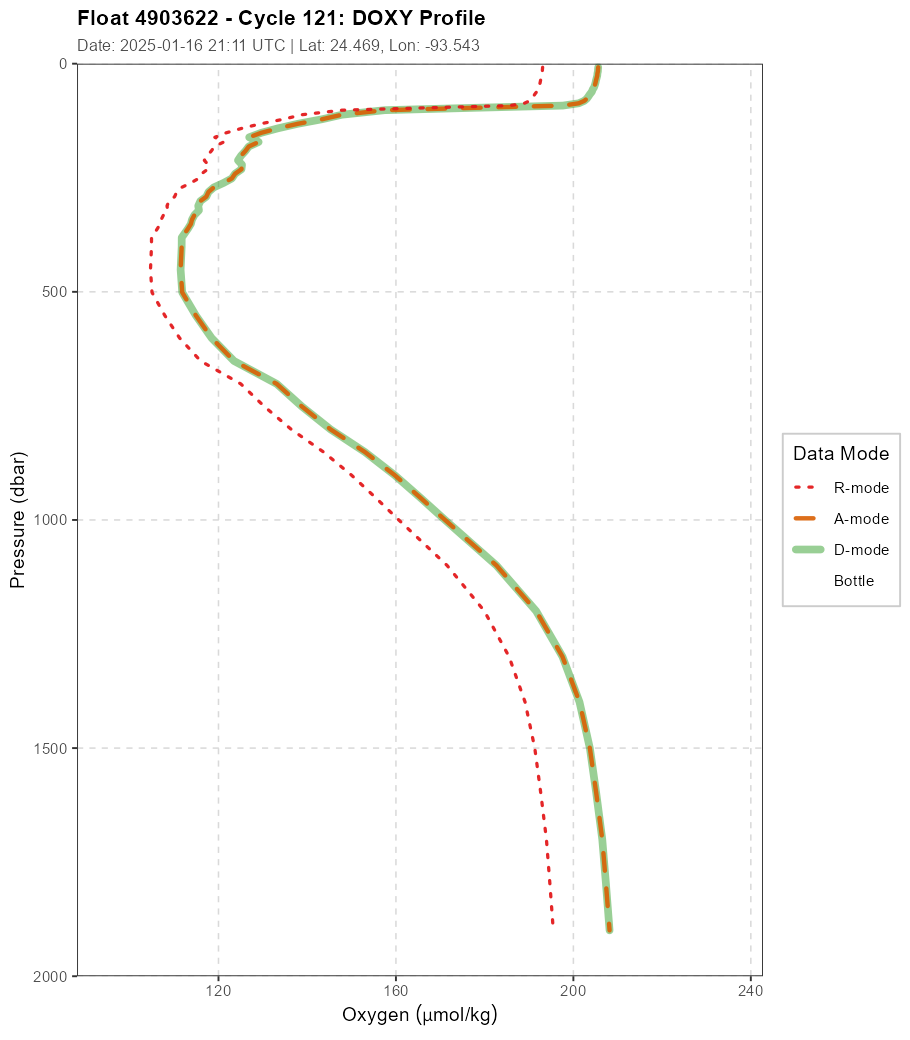 Float 4903622 - Cycle 121: DOXY Profile
Date: 2025-01-16 21:11 UTC | Lat: 24.469, Lon: -93.543
0
500
1000
1500
2000
Pressure (dbar)
120
160
200
240
Oxygen (μmol/kg)
Data Mode
R-mode
A-mode
D-mode
Bottle